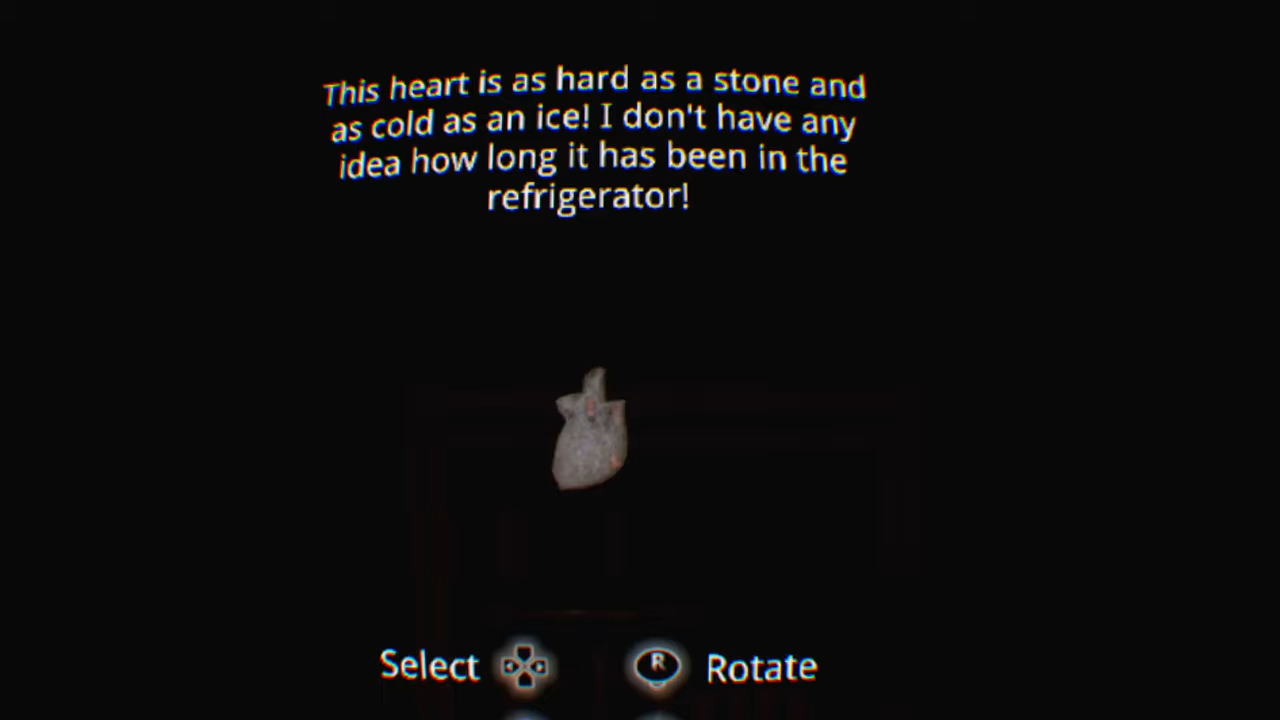 This heart is as hard as a stone and
as cold as an ice! I don't have any
idea how long it has been in the
refrigerator!
Select R Rotate